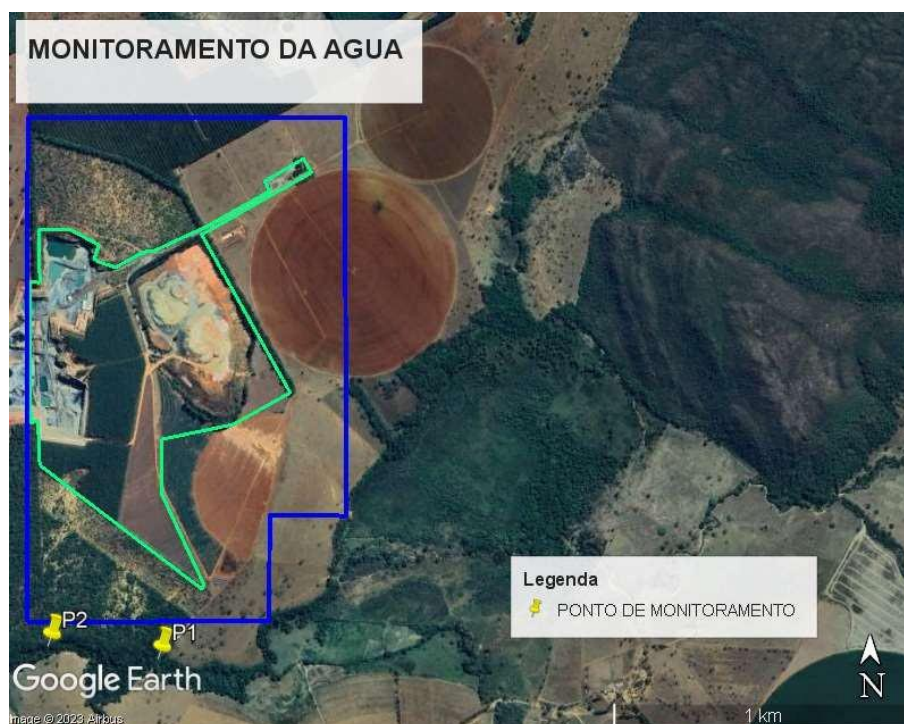 MONITORAMENTO DA AGUA
P2
P1
Legenda
PONTO DE MONITORAMENTO
Google Earth
N
Image © 2023 Airbus
1 km